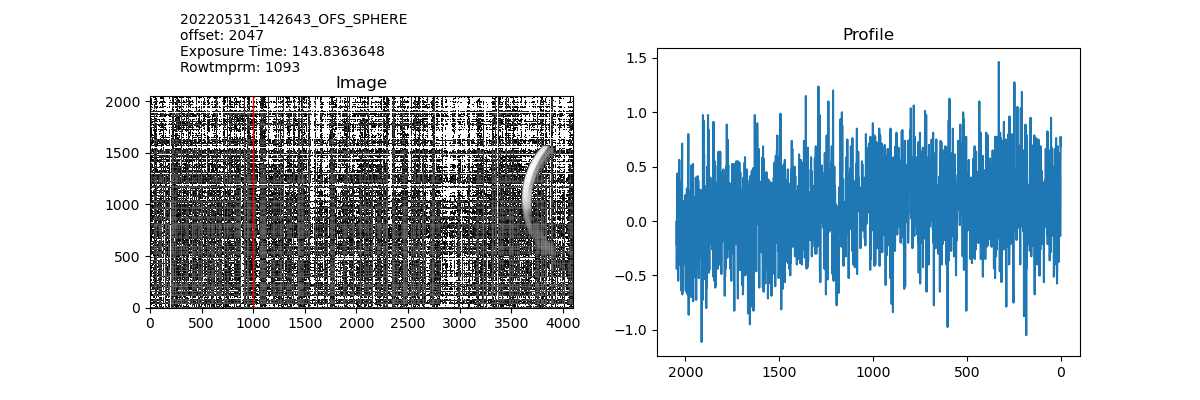 20220531_142643_OFS_SPHERE
offset: 2047
Exposure Time: 143.8363648
Rowtmprm: 1093
Image
Profile
2000
1500
1000
500
0
0 500 1000 1500 2000 2500 3000 3500 4000
1.5
1.0
0.5
0.0
−0.5
−1.0
2000 1500 1000 500 0